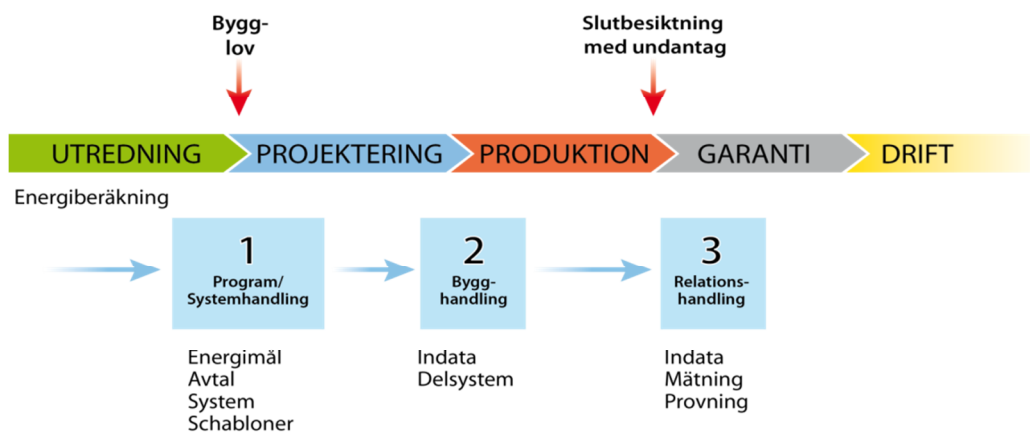 Bygg-
lov
Slutbesiktning
med undantag
UTREDNING
PROJEKTERING
PRODUKTION
GARANTI
DRIFT
Energiberäkning
1
Program/
Systemhandling
2
Bygg-
handling
3
Relations-
handling
Energimål
Avtal
System
Schabloner
Indata
Delsystem
Indata
Mätning
Provning